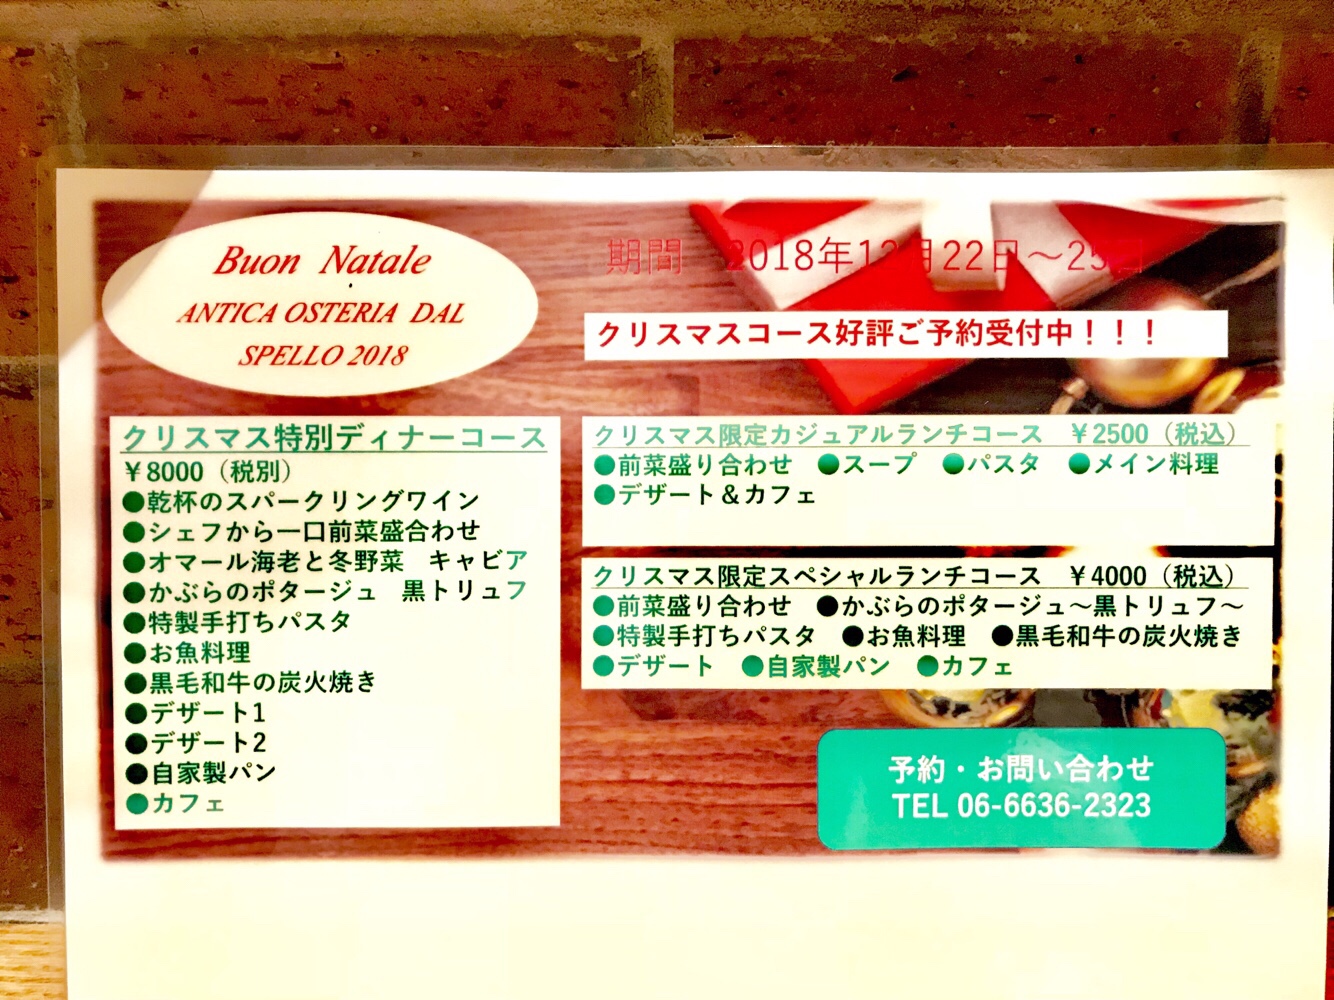 Buon Natale
ANTICA OSTERIA DAL
SPELLO 2018
期間　2018年12月22日～25日
クリスマスコース好評ご予約受付中！！！
クリスマス特別ディナーコース
￥8000（税別）
●乾杯のスパークリングワイン
●シェフから一口前菜盛合わせ
●オマール海老と冬野菜　キャビア
●かぶらのポタージュ　黒トリュフ
●特製手打ちパスタ
●お魚料理
●黒毛和牛の炭火焼き
●デザート1
●デザート2
●自家製パン
●カフェ
クリスマス限定カジュアルランチコース　￥2500（税込）
●前菜盛り合わせ　●スープ　●パスタ　●メイン料理
●デザート＆カフェ
クリスマス限定スペシャルランチコース　￥4000（税込）
●前菜盛り合わせ　●かぶらのポタージュ～黒トリュフ～
●特製手打ちパスタ　●お魚料理　●黒毛和牛の炭火焼き
●デザート　●自家製パン　●カフェ
予約・お問い合わせ
TEL 06-6636-2323